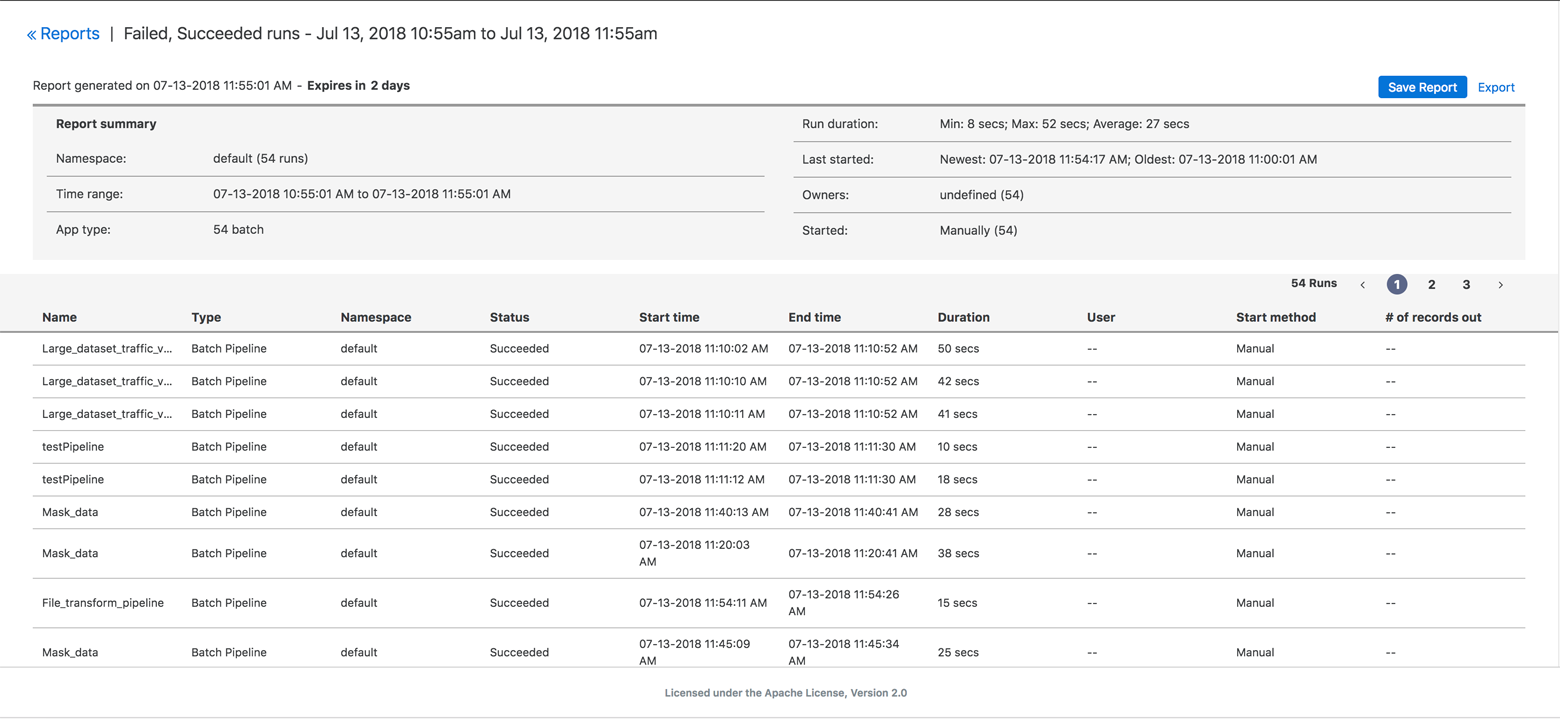 « Reports | Failed, Succeeded runs - Jul 13, 2018 10:55am to Jul 13, 2018 11:55am
Report generated on 07-13-2018 11:55:01 AM - Expires in 2 days
Save Report Export
Report summary
Namespace: default (54 runs)
Time range: 07-13-2018 10:55:01 AM to 07-13-2018 11:55:01 AM
App type: 54 batch
Run duration: Min: 8 secs; Max: 52 secs; Average: 27 secs
Last started: Newest: 07-13-2018 11:54:17 AM; Oldest: 07-13-2018 11:00:01 AM
Owners: undefined (54)
Started: Manually (54)
54 Runs ‹ 1 2 3 ›
Name Type Namespace Status Start time End time Duration User Start method # of records out
Large_dataset_traffic_v... Batch Pipeline default Succeeded 07-13-2018 11:10:02 AM 07-13-2018 11:10:52 AM 50 secs -- Manual --
Large_dataset_traffic_v... Batch Pipeline default Succeeded 07-13-2018 11:10:10 AM 07-13-2018 11:10:52 AM 42 secs -- Manual --
Large_dataset_traffic_v... Batch Pipeline default Succeeded 07-13-2018 11:10:11 AM 07-13-2018 11:10:52 AM 41 secs -- Manual --
testPipeline Batch Pipeline default Succeeded 07-13-2018 11:11:20 AM 07-13-2018 11:11:30 AM 10 secs -- Manual --
testPipeline Batch Pipeline default Succeeded 07-13-2018 11:11:12 AM 07-13-2018 11:11:30 AM 18 secs -- Manual --
Mask_data Batch Pipeline default Succeeded 07-13-2018 11:40:13 AM 07-13-2018 11:40:41 AM 28 secs -- Manual --
Mask_data Batch Pipeline default Succeeded 07-13-2018 11:20:03 AM 07-13-2018 11:20:41 AM 38 secs -- Manual --
File_transform_pipeline Batch Pipeline default Succeeded 07-13-2018 11:54:11 AM 07-13-2018 11:54:26 AM 15 secs -- Manual --
Mask_data Batch Pipeline default Succeeded 07-13-2018 11:45:09 AM 07-13-2018 11:45:34 AM 25 secs -- Manual --
Licensed under the Apache License, Version 2.0